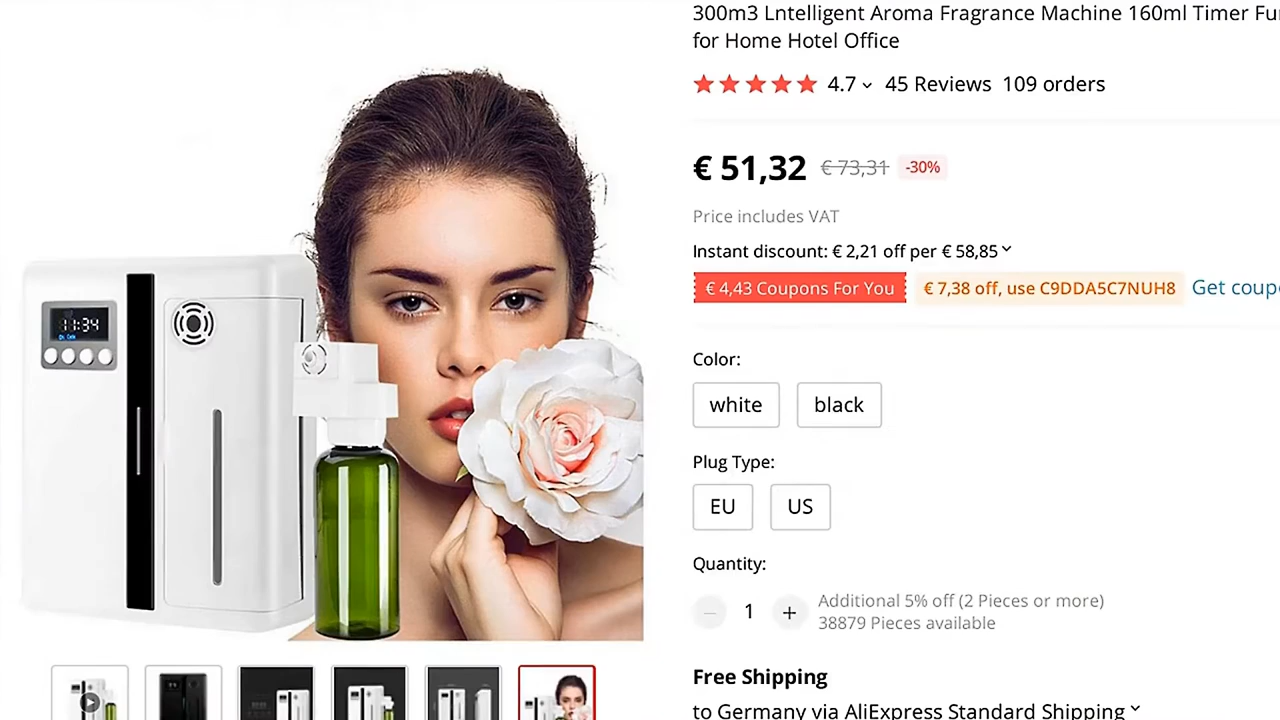 300m3 Lntelligent Aroma Fragrance Machine 160ml Timer
for Home Hotel Office
4.7 45 Reviews 109 orders
€ 51,32 € 73,31 -30%
Price includes VAT
Instant discount: € 2,21 off per € 58,85
€ 4,43 Coupons For You € 7,38 off, use C9DDA5C7NUH8 Get
11:34
Color:
white black
Plug Type:
EU US
Quantity:
1 + Additional 5% off (2 Pieces or more)
38879 Pieces available
Free Shipping
to Germany via AliExpress Standard Shipping